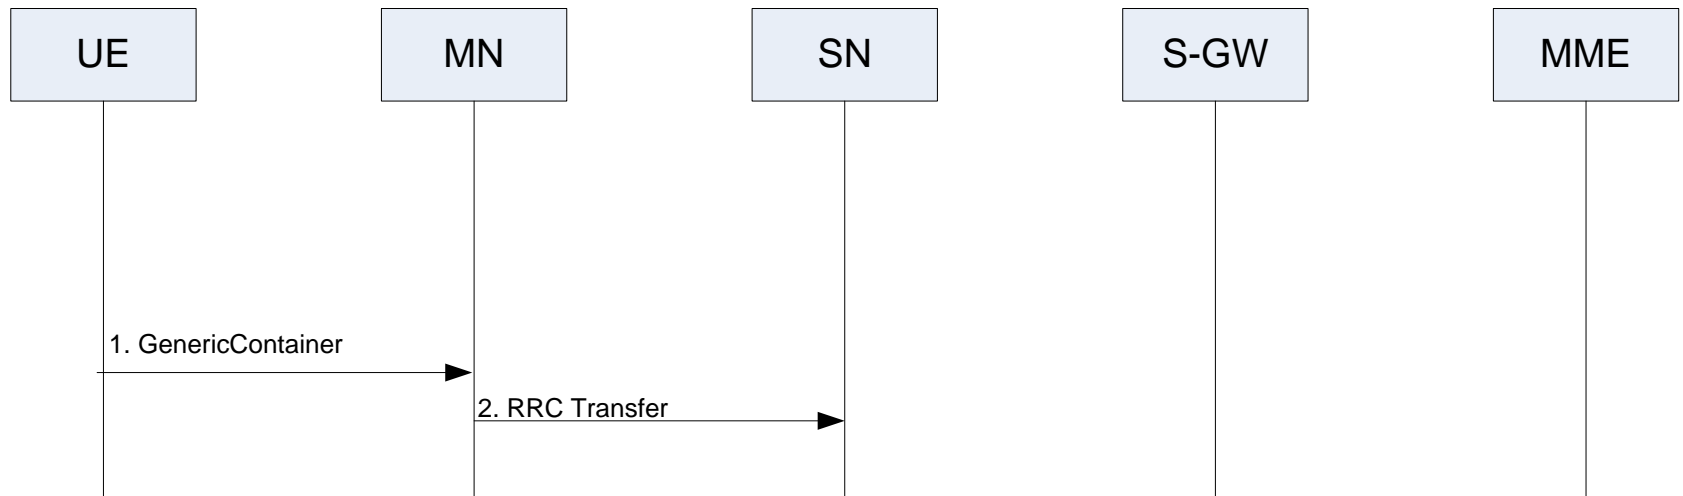 UE
MN
SN
S-GW
MME
1. GenericContainer
2. RRC Transfer